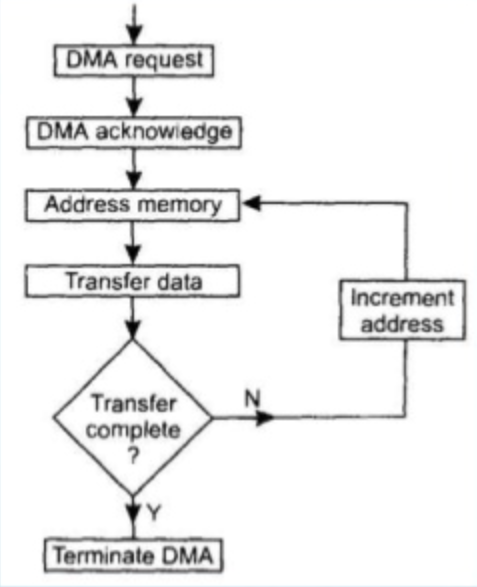 DMA request
DMA acknowledge
Address memory
Transfer data
Increment
address
Transfer
complete
?
N
Y
Terminate DMA